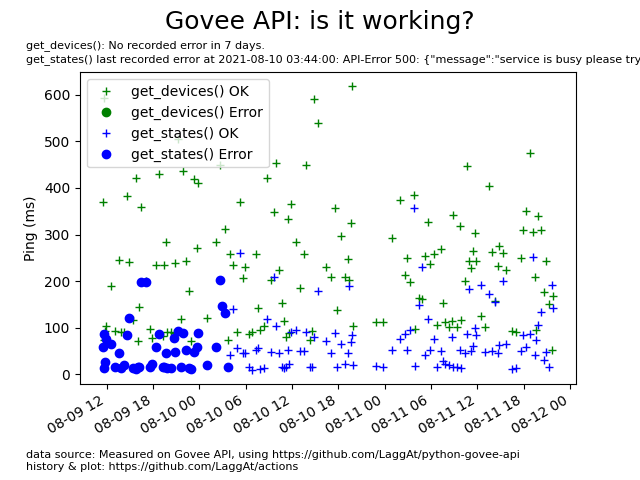 Govee API: is it working?
get_devices(): No recorded error in 7 days.
get_states() last recorded error at 2021-08-10 03:44:00: API-Error 500: {"message":"service is busy please try
get_devices() OK
get_devices() Error
get_states() OK
get_states() Error
Ping (ms)
600
500
400
300
200
100
0
08-09 12
08-09 18
08-10 00
08-10 06
08-10 12
08-10 18
08-11 00
08-11 06
08-11 12
08-11 18
08-12 00
data source: Measured on Govee API, using https://github.com/LaggAt/python-govee-api
history & plot: https://github.com/LaggAt/actions